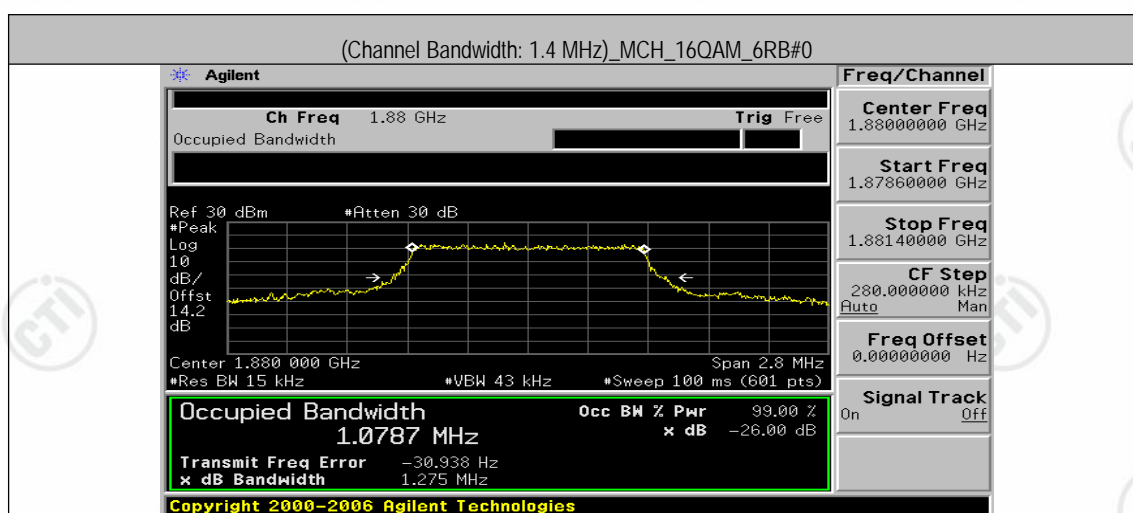 (Channel Bandwidth: 1.4 MHz)_MCH_16QAM_6RB#0
Agilent
Freq/Channel
Ch Freq 1.88 GHz Trig Free
Occupied Bandwidth
Center Freq
1.88000000 GHz
Start Freq
1.87860000 GHz
Stop Freq
1.88140000 GHz
CF Step
280.000000 kHz
Auto Man
Freq Offset
0.00000000 Hz
Signal Track
On Off
Ref 30 dBm #Atten 30 dB
#Peak
Log
10
dB/
Offst
14.2
dB
Center 1.880 000 GHz Span 2.8 MHz
#Res BW 15 kHz #VBW 43 kHz #Sweep 100 ms (601 pts)
Occupied Bandwidth Occ BW % Pwr 99.00 %
1.0787 MHz x dB -26.00 dB
Transmit Freq Error -30.938 Hz
x dB Bandwidth 1.275 MHz
Copyright 2000-2006 Agilent Technologies
CTI
CTI